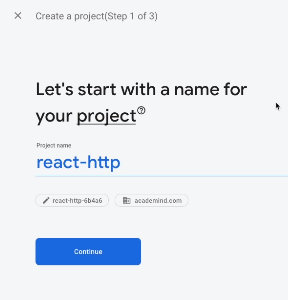 Create a project(Step 1 of 3)
Let's start with a name for
your project
Project name
react-http
react-http-6b4a6 academind.com
Continue